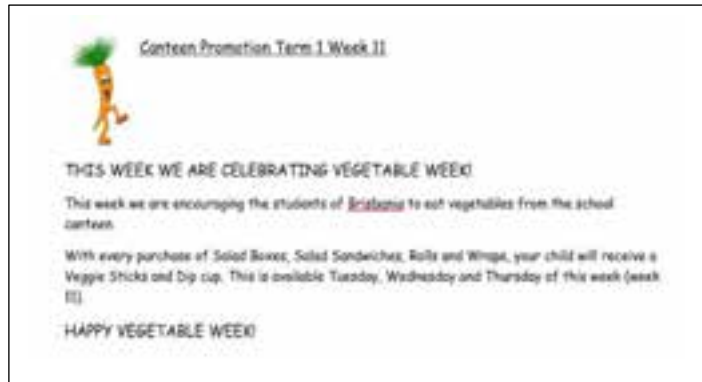 Canteen Promotion Term 1 Week 11
THIS WEEK WE ARE CELEBRATING VEGETABLE WEEK!
This week we are encouraging the students of Brisbania to eat vegetables from the school
canteen.
With every purchase of Salad Boxes, Salad Sandwiches, Rolls and Wraps, your child will receive a
Veggie Sticks and Dip cup. This is available Tuesday, Wednesday and Thursday of this week (week
11).
HAPPY VEGETABLE WEEK!